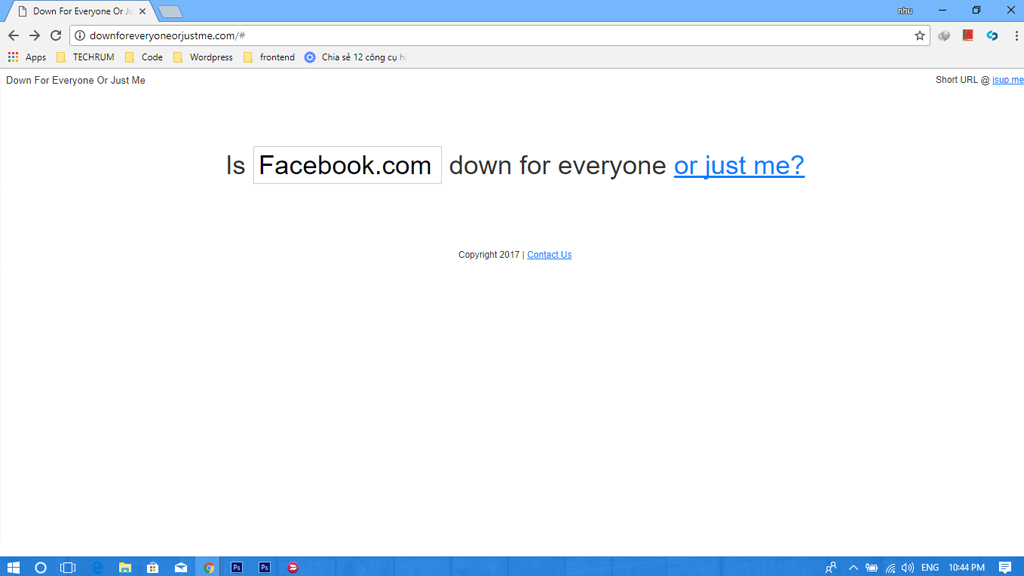 Down For Everyone Or J
nhu
downforeveryoneorjustme.com/#
Apps TECHRUM Code Wordpress frontend Chia sẻ 12 công cụ h
Down For Everyone Or Just Me
Short URL @ isup.me
Is Facebook.com down for everyone or just me?
Copyright 2017 | Contact Us
Ps Ps
ENG 10:44 PM